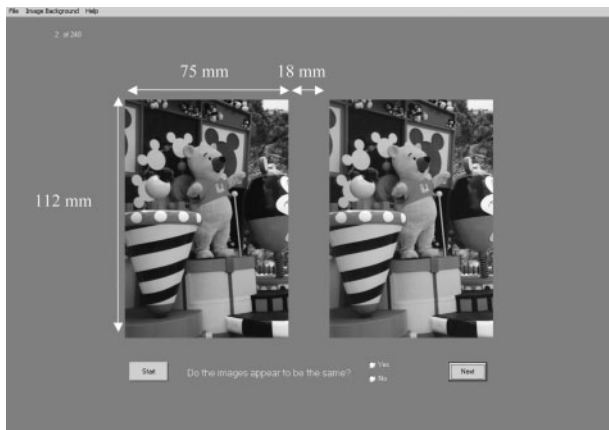 File Image Background Help
2 of 240
75 mm 18 mm
112 mm
Start Do the images appear to be the same? Yes
No Next